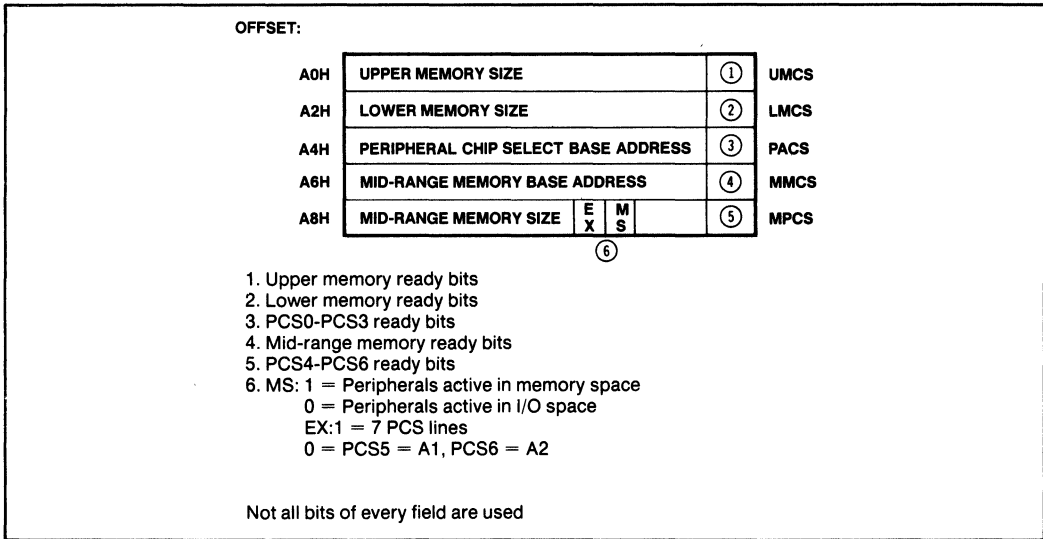 OFFSET:
A0H UPPER MEMORY SIZE ① UMCS
A2H LOWER MEMORY SIZE ② LMCS
A4H PERIPHERAL CHIP SELECT BASE ADDRESS ③ PACS
A6H MID-RANGE MEMORY BASE ADDRESS ④ MMCS
A8H MID-RANGE MEMORY SIZE EX MS ⑤ MPCS
⑥
1. Upper memory ready bits
2. Lower memory ready bits
3. PCS0-PCS3 ready bits
4. Mid-range memory ready bits
5. PCS4-PCS6 ready bits
6. MS: 1 = Peripherals active in memory space
0 = Peripherals active in I/O space
EX:1 = 7 PCS lines
0 = PCS5 = A1, PCS6 = A2
Not all bits of every field are used